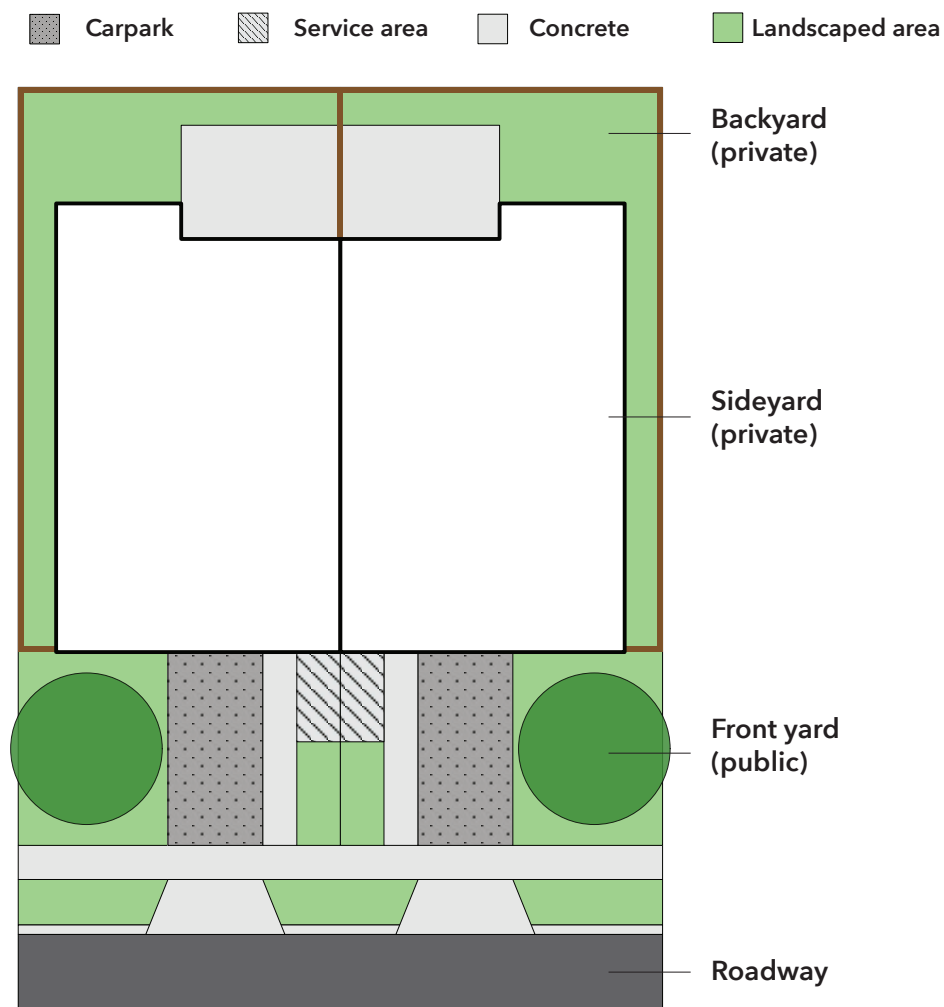 Carpark
Service area
Concrete
Landscaped area
Backyard
(private)
Sideyard
(private)
Front yard
(public)
Roadway